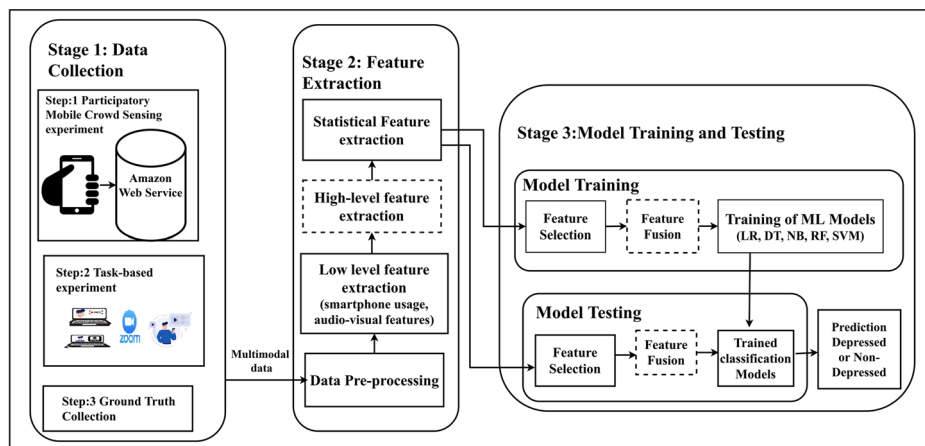 Stage 1: Data
Collection
Step:1 Participatory
Mobile Crowd Sensing
experiment
Amazon
Web Service
Step:2 Task-based
experiment
zoom
Step:3 Ground Truth
Collection
Multimodal
data
Stage 2: Feature
Extraction
Statistical Feature
extraction
High-level feature
extraction
Low level feature
extraction
(smartphone usage,
audio-visual features)
Data Pre-processing
Stage 3:Model Training and Testing
Model Training
Feature
Selection
Feature
Fusion
Training of ML Models
(LR, DT, NB, RF, SVM)
Model Testing
Feature
Selection
Feature
Fusion
Trained
classification
Models
Prediction
Depressed
or Non-
Depressed